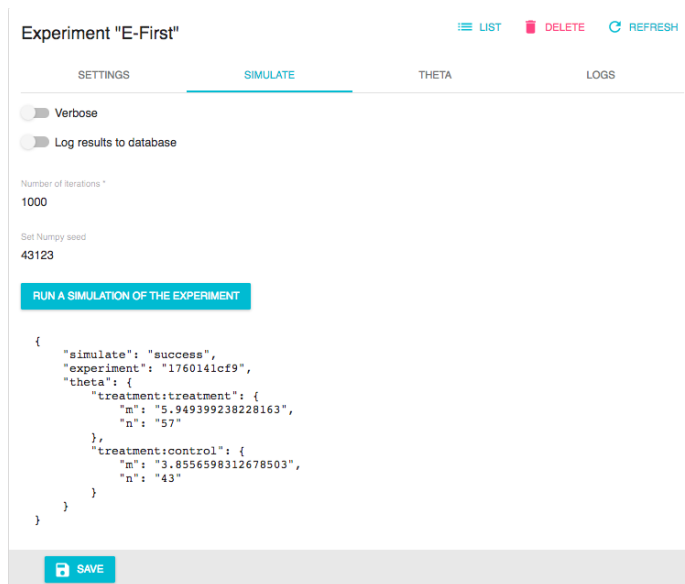 Experiment "E-First"
LIST DELETE REFRESH
SETTINGS SIMULATE THETA LOGS
Verbose
Log results to database
Number of Iterations *
1000
Set Numpy seed
43123
RUN A SIMULATION OF THE EXPERIMENT
{
"simulate": "success",
"experiment": "1760141cf9",
"theta": {
"treatment:treatment": {
"m": "5.949399238228163",
"n": "57"
},
"treatment:control": {
"m": "3.8556598312678503",
"n": "43"
}
}
}
SAVE